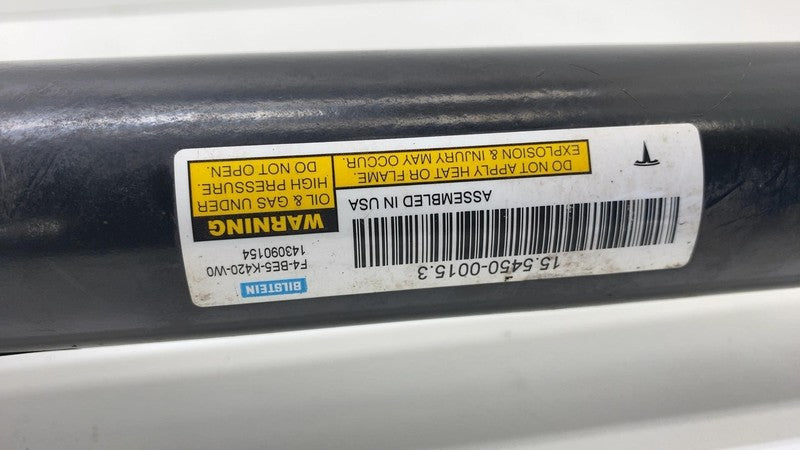 BILSTEIN
F4-BE5-K420-W0
143090154
WARNING
OIL & GAS UNDER
HIGH PRESSURE.
DO NOT OPEN.
15.5450-0015.3
ASSEMBLED IN USA
DO NOT APPLY HEAT OR FLAME.
EXPLOSION & INJURY MAY OCCUR.